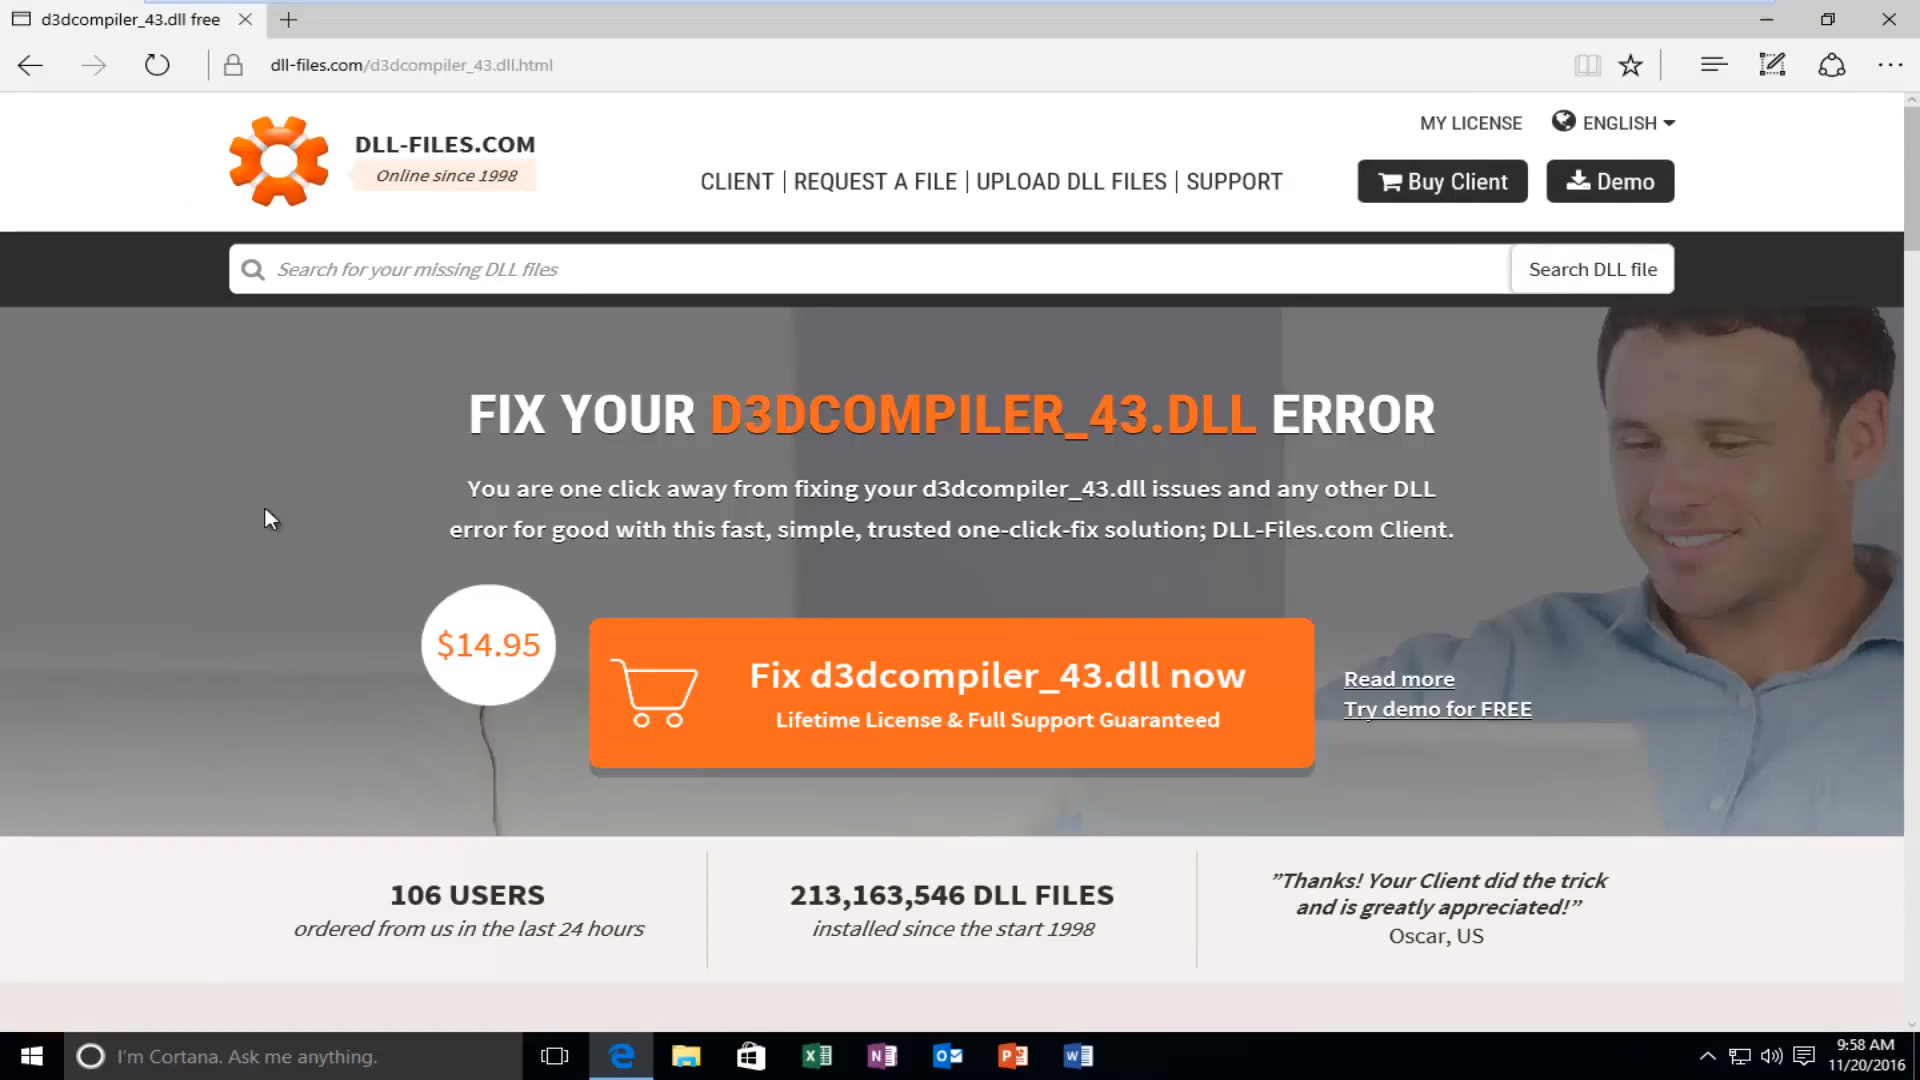 d3dcompiler_43.dll free
dll-files.com/d3dcompiler_43.dll.html
MY LICENSE ENGLISH
DLL-FILES.COM
Online since 1998
CLIENT | REQUEST A FILE | UPLOAD DLL FILES | SUPPORT
Buy Client Demo
Search for your missing DLL files Search DLL file
FIX YOUR D3DCOMPILER_43.DLL ERROR
You are one click away from fixing your d3dcompiler_43.dll issues and any other DLL
error for good with this fast, simple, trusted one-click-fix solution; DLL-Files.com Client.
$14.95
Fix d3dcompiler_43.dll now
Lifetime License & Full Support Guaranteed
Read more
Try demo for FREE
106 USERS
ordered from us in the last 24 hours
213,163,546 DLL FILES
installed since the start 1998
"Thanks! Your Client did the trick
and is greatly appreciated!"
Oscar, US
I'm Cortana. Ask me anything.
9:58 AM
11/20/2016